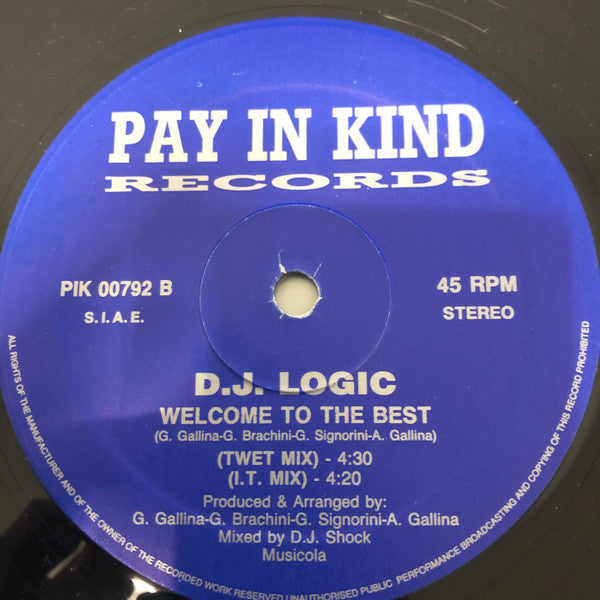 PAY IN KIND
RECORDS
PIK 00792 B
S.I.A.E.
45 RPM
STEREO
D.J. LOGIC
WELCOME TO THE BEST
(G. Gallina-G. Brachini-G. Signorini-A. Gallina)
(TWET MIX) - 4:30
(I.T. MIX) - 4:20
Produced & Arranged by:
G. Gallina-G. Brachini-G. Signorini-A. Gallina
Mixed by D.J. Shock
Musicola
ALL RIGHTS OF THE MANUFACTURER AND OF THE OWNER OF THE RECORDED WORK RESERVED UNAUTHORISED PUBLIC PERFORMANCE BROADCASTING AND COPYING OF THIS RECORD PROHIBITED